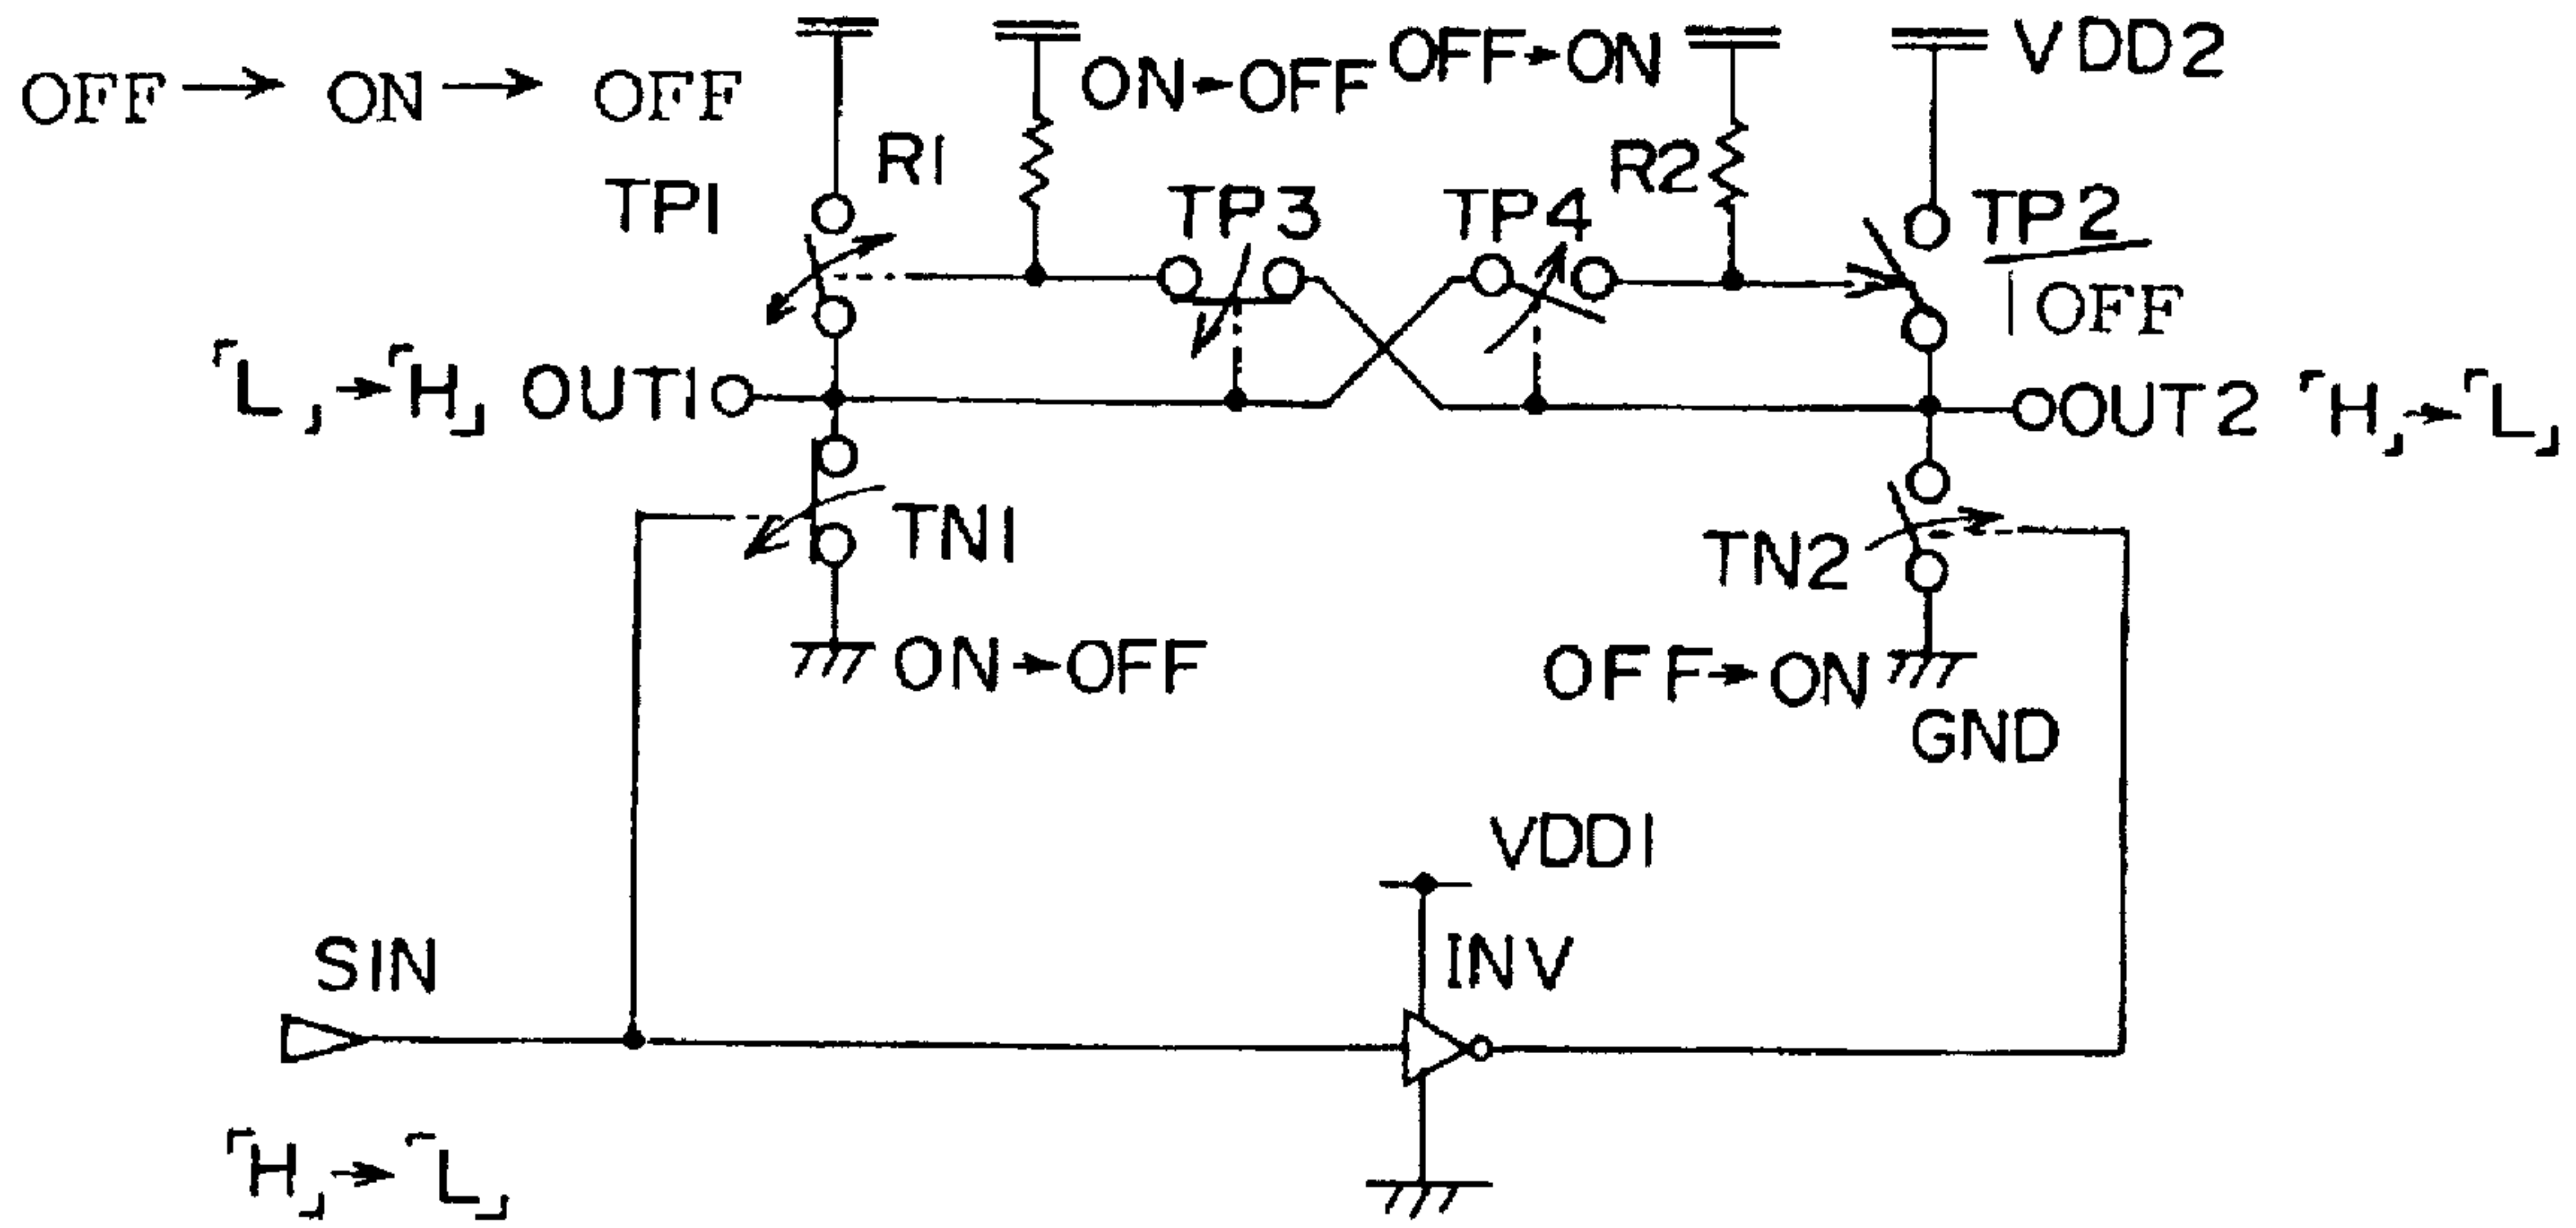 OFF → ON → OFF
ON→OFF
OFF→ON
VDD2
R1
R2
TP1
TP3
TP4
TP2
OFF
「L」→「H」 OUT1
OUT2 「H」→「L」
TN1
TN2
ON→OFF
OFF→ON
GND
VDD1
SIN
INV
「H」→「L」